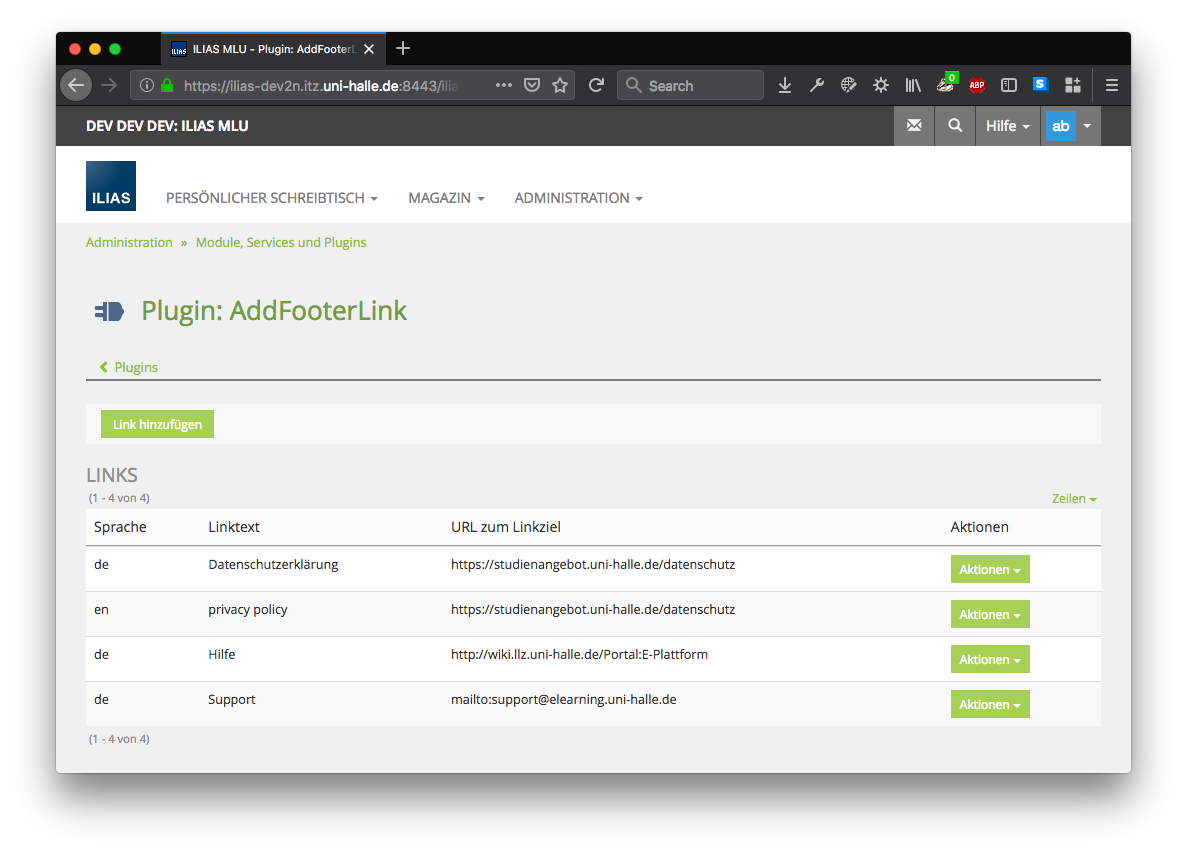 ILIAS ILIAS MLU - Plugin: AddFooterL
https://ilias-dev2n.itz.uni-halle.de:8443/ilia Search 0 ABP S
DEV DEV DEV: ILIAS MLU Hilfe ab
ILIAS PERSÖNLICHER SCHREIBTISCH MAGAZIN ADMINISTRATION
Administration » Module, Services und Plugins
Plugin: AddFooterLink
Plugins
Link hinzufügen
LINKS
(1 - 4 von 4) Zeilen
Sprache Linktext URL zum Linkziel Aktionen
de Datenschutzerklärung https://studienangebot.uni-halle.de/datenschutz Aktionen
en privacy policy https://studienangebot.uni-halle.de/datenschutz Aktionen
de Hilfe http://wiki.llz.uni-halle.de/Portal:E-Plattform Aktionen
de Support mailto:support@elearning.uni-halle.de Aktionen
(1 - 4 von 4)